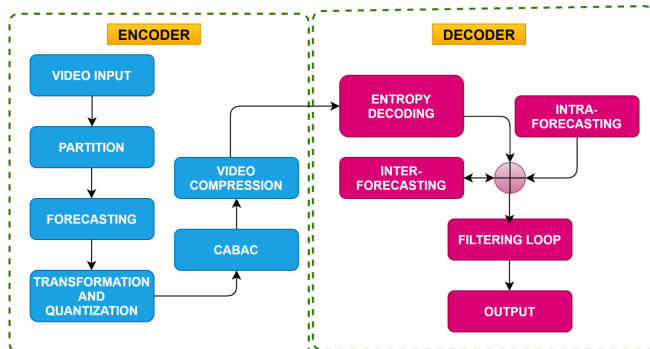 ENCODER
VIDEO INPUT
PARTITION
FORECASTING
TRANSFORMATION
AND
QUANTIZATION
VIDEO
COMPRESSION
CABAC
DECODER
ENTROPY
DECODING
INTRA-
FORECASTING
INTER-
FORECASTING
FILTERING LOOP
OUTPUT